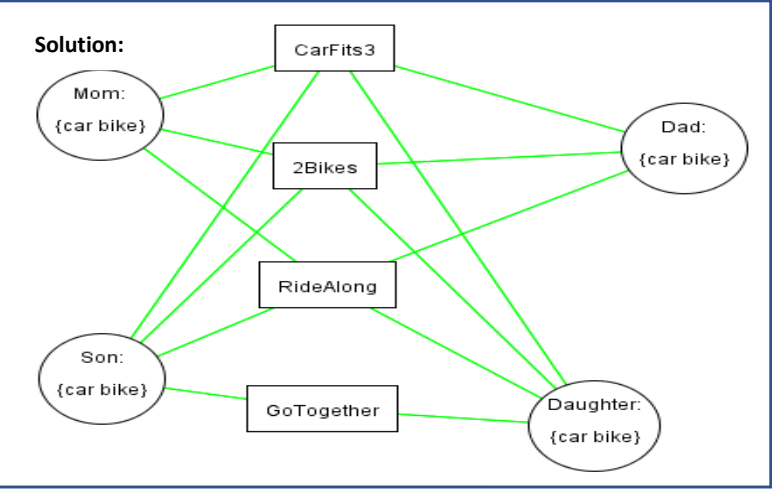 Solution:
CarFits3
Mom:
{car bike}
Dad:
{car bike}
2Bikes
RideAlong
Son:
{car bike}
GoTogether
Daughter:
{car bike}